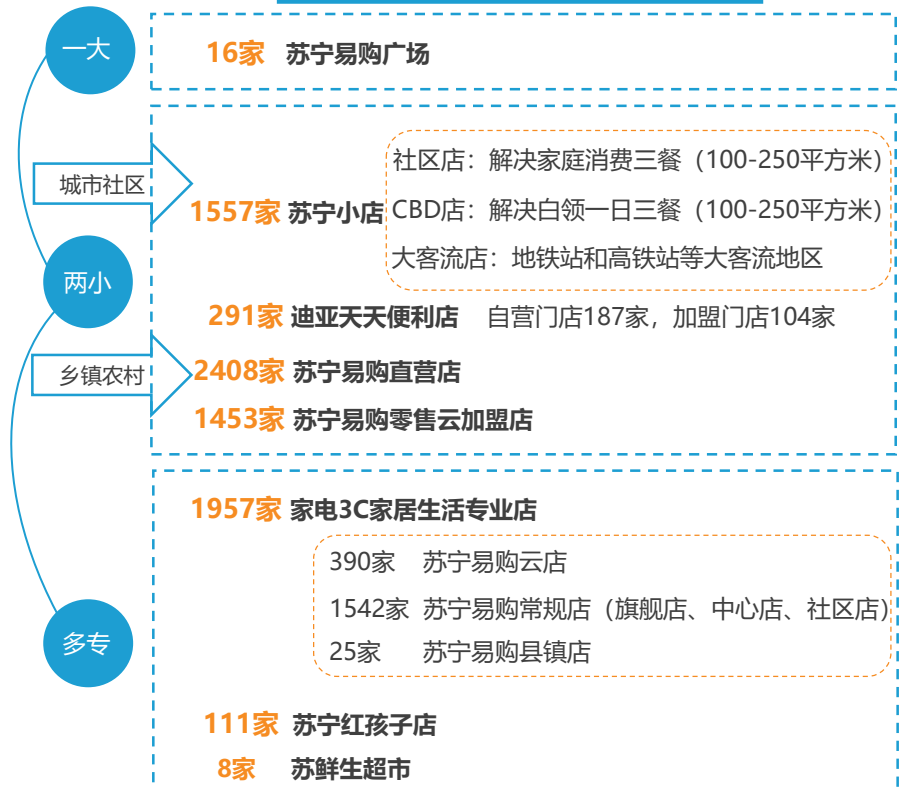 一大
16家 苏宁易购广场
城市社区
社区店：解决家庭消费三餐（100-250平方米）
1557家 苏宁小店
CBD店：解决白领一日三餐（100-250平方米）
大客流店：地铁站和高铁站等大客流地区
两小
291家 迪亚天天便利店 自营门店187家，加盟门店104家
乡镇农村
2408家 苏宁易购直营店
1453家 苏宁易购零售云加盟店
多专
1957家 家电3C家居生活专业店
390家 苏宁易购云店
1542家 苏宁易购常规店（旗舰店、中心店、社区店）
25家 苏宁易购县镇店
111家 苏宁红孩子店
8家 苏鲜生超市